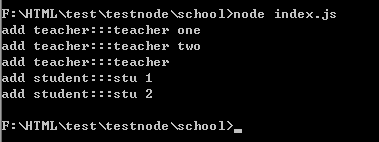 F:\HTML\test\testnode\school>node index.js
add teacher:::teacher one
add teacher:::teacher two
add teacher:::teacher
add student:::stu 1
add student:::stu 2
F:\HTML\test\testnode\school>_